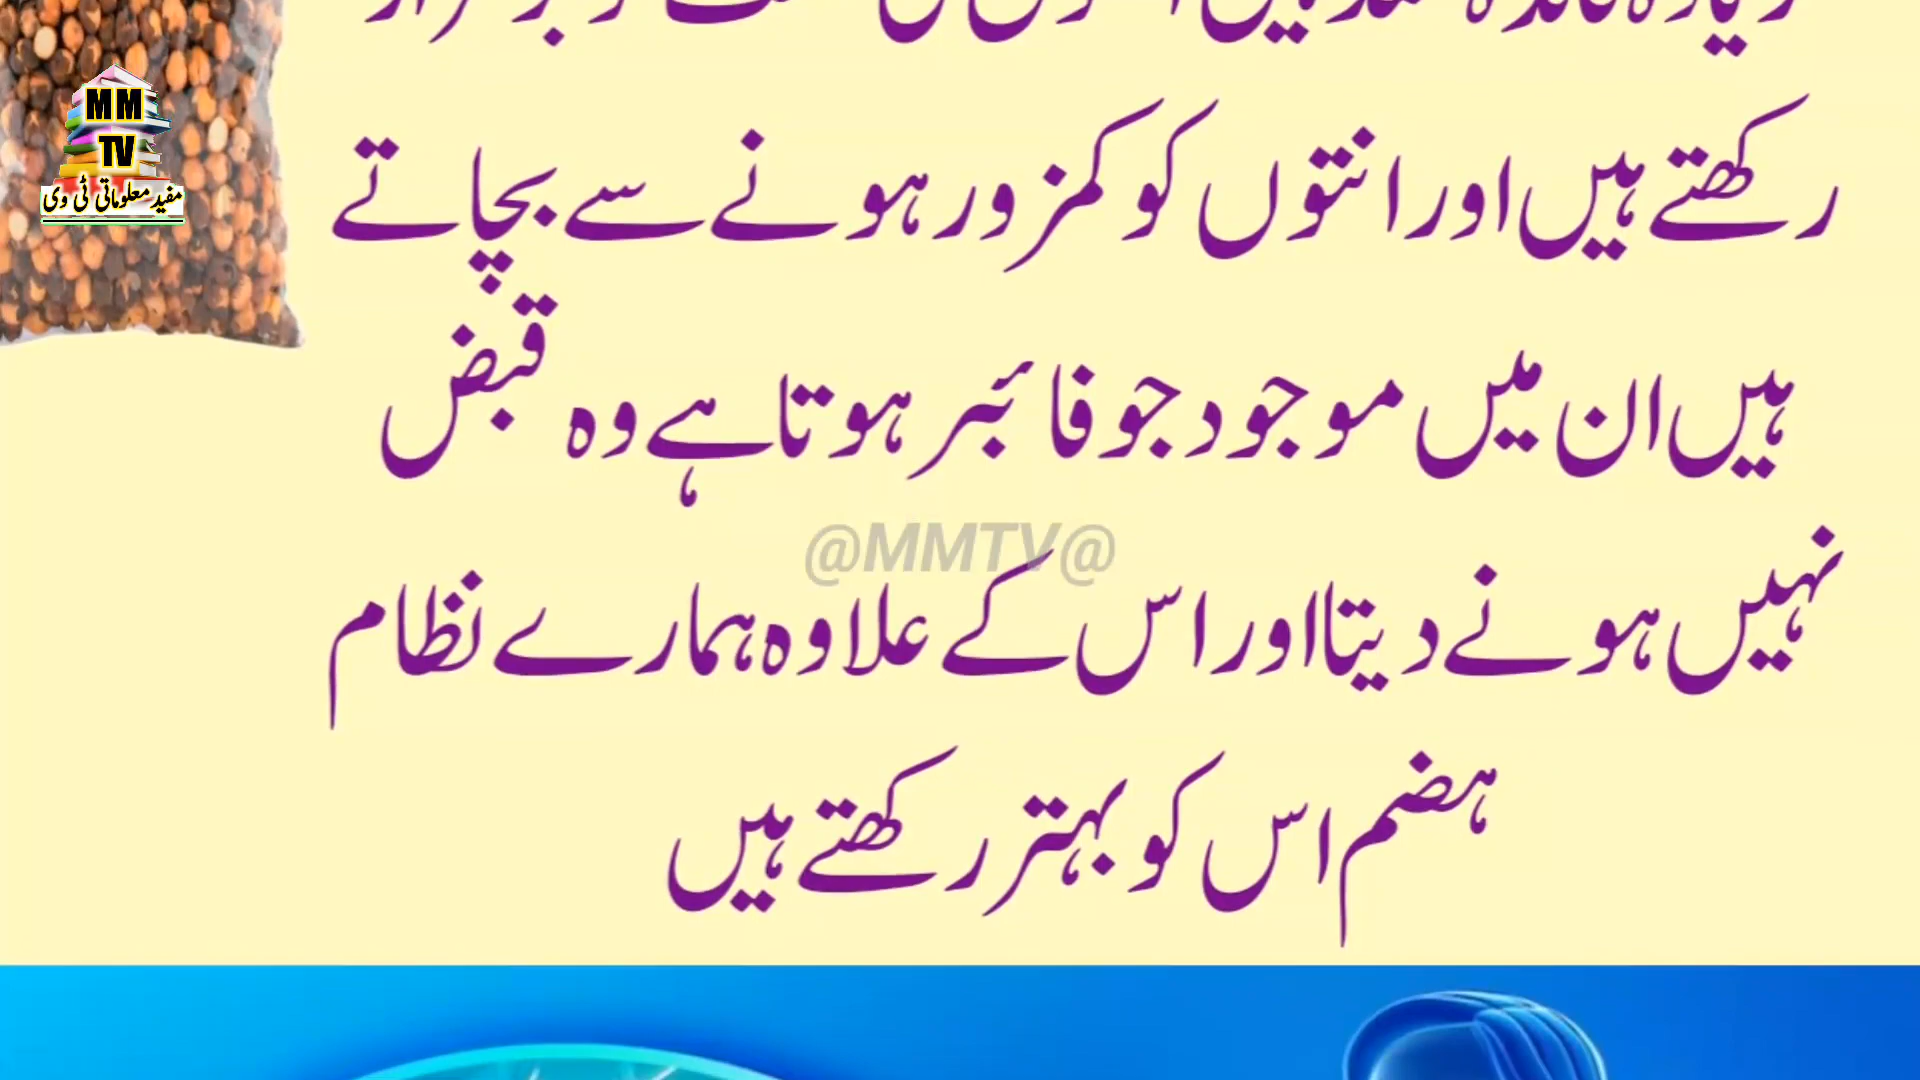 رکھتے ہیں اور انتوں کو کمزور ہونے سے بچاتے
ہیں ان میں موجود جو فائبر ہوتا ہے وہ قبض
نہیں ہونے دیتا اور اس کے علاوہ ہمارے نظام
ہضم اس کو بہتر رکھتے ہیں
@MMTV@
MM
TV
مفید معلوماتی ٹی وی